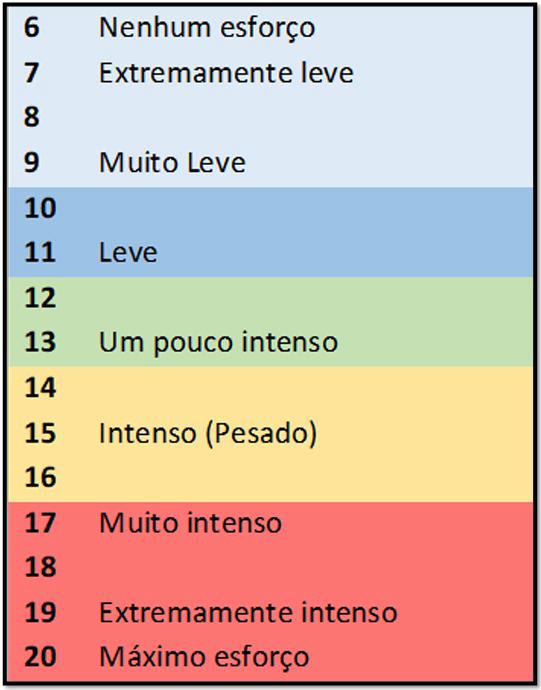 6 Nenhum esforço
7 Extremamente leve
8
9 Muito Leve
10
11 Leve
12
13 Um pouco intenso
14
15 Intenso (Pesado)
16
17 Muito intenso
18
19 Extremamente intenso
20 Máximo esforço